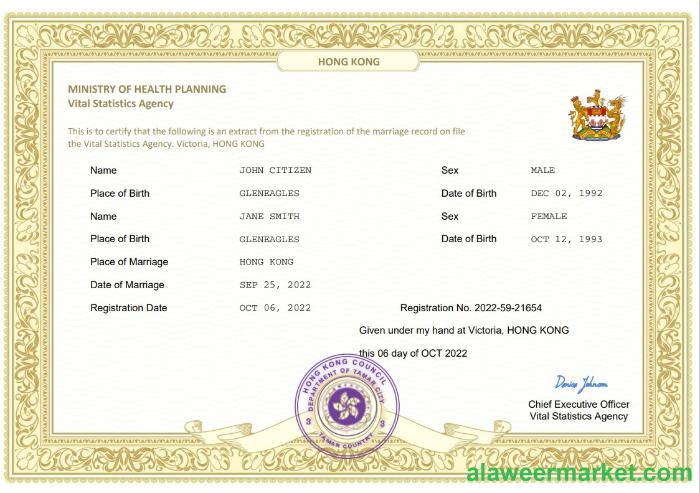 HONG KONG
MINISTRY OF HEALTH PLANNING
Vital Statistics Agency
This is to certify that the following is an extract from the registration of the marriage record on file
the Vital Statistics Agency. Victoria, HONG KONG
Name JOHN CITIZEN Sex MALE
Place of Birth GLENEAGLES Date of Birth DEC 02, 1992
Name JANE SMITH Sex FEMALE
Place of Birth GLENEAGLES Date of Birth OCT 12, 1993
Place of Marriage HONG KONG
Date of Marriage SEP 25, 2022
Registration Date OCT 06, 2022 Registration No. 2022-59-21654
Given under my hand at Victoria, HONG KONG
this 06 day of OCT 2022
HONG KONG COUNCIL
DEPARTMENT OF TAMAR CITY
3 3
TAMAR COUNTRY
Denise Johnson
Chief Executive Officer
Vital Statistics Agency
alaweermarket.com